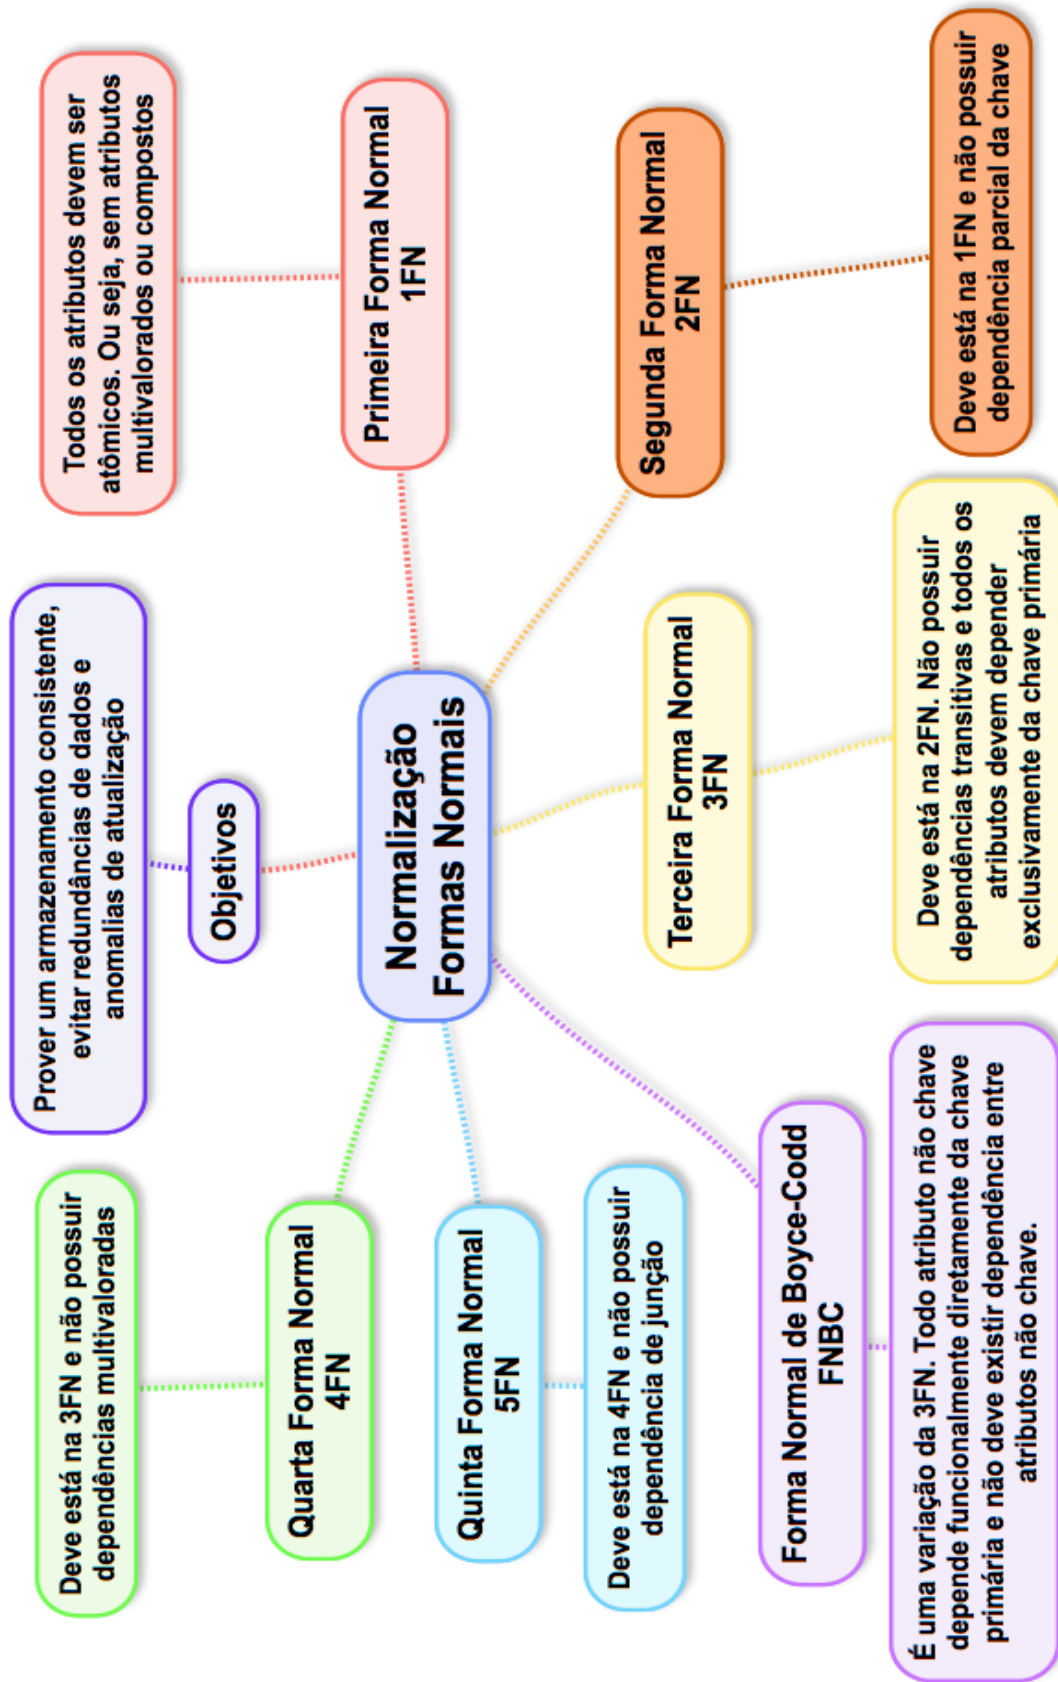 Prover um armazenamento consistente,
evitar redundâncias de dados e
anomalias de atualização
Objetivos
Normalização
Formas Normais
Todos os atributos devem ser
atômicos. Ou seja, sem atributos
multivalorados ou compostos
Primeira Forma Normal
1FN
Segunda Forma Normal
2FN
Deve está na 1FN e não possuir
dependência parcial da chave
Terceira Forma Normal
3FN
Deve está na 2FN. Não possuir
dependências transitivas e todos os
atributos devem depender
exclusivamente da chave primária
Forma Normal de Boyce-Codd
FNBC
É uma variação da 3FN. Todo atributo não chave
depende funcionalmente diretamente da chave
primária e não deve existir dependência entre
atributos não chave.
Quinta Forma Normal
5FN
Deve está na 4FN e não possuir
dependência de junção
Quarta Forma Normal
4FN
Deve está na 3FN e não possuir
dependências multivaloradas